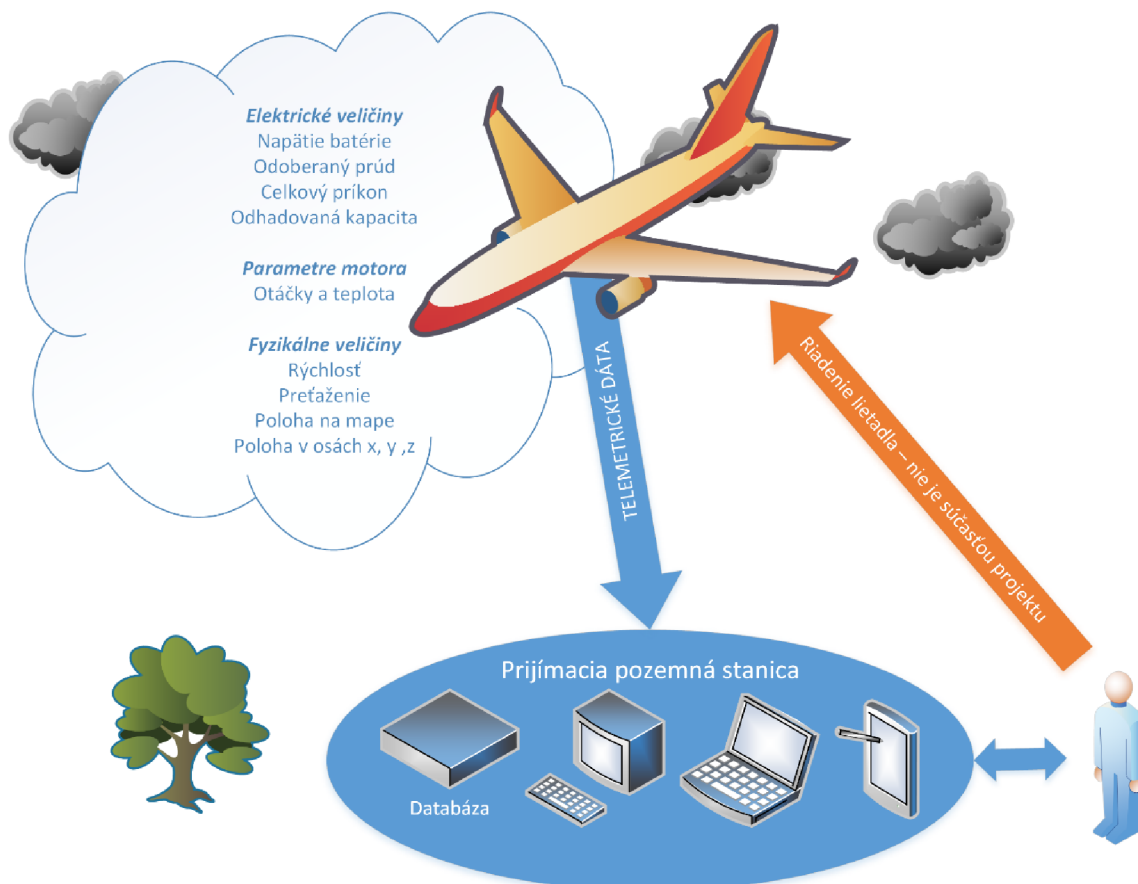 Elektrické veličiny
Napätie batérie
Odoberaný prúd
Celkový príkon
Odhadovaná kapacita
Parametre motora
Otáčky a teplota
Fyzikálne veličiny
Rýchlosť
Preťaženie
Poloha na mape
Poloha v osách x, y ,z
TELEMETRICKÉ DÁTA
Riadenie lietadla – nie je súčasťou projektu
Prijímacia pozemná stanica
Databáza